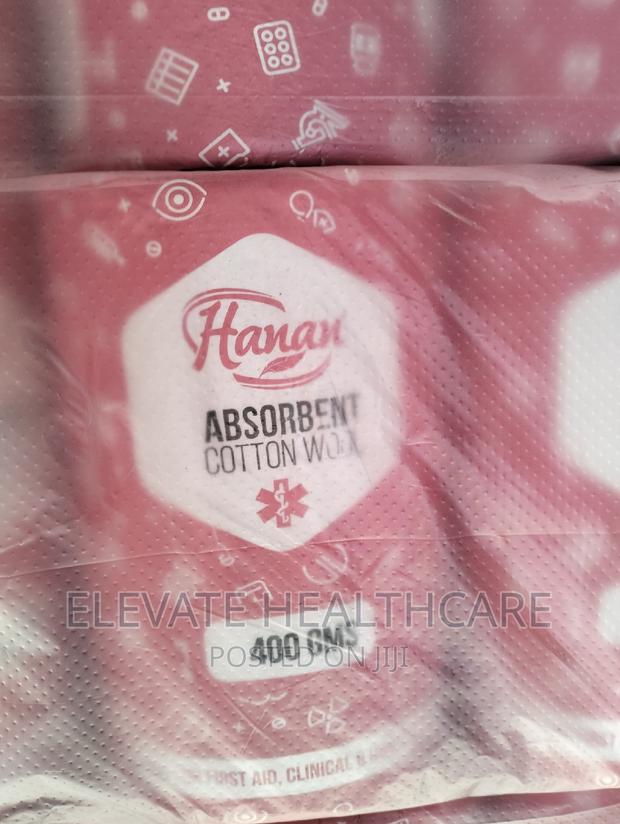 Hanan
ABSORBENT
COTTON WOOL
ELEVATE HEALTHCARE
400 GMS
POSTED ON JIJI
FIRST AID, CLINICAL